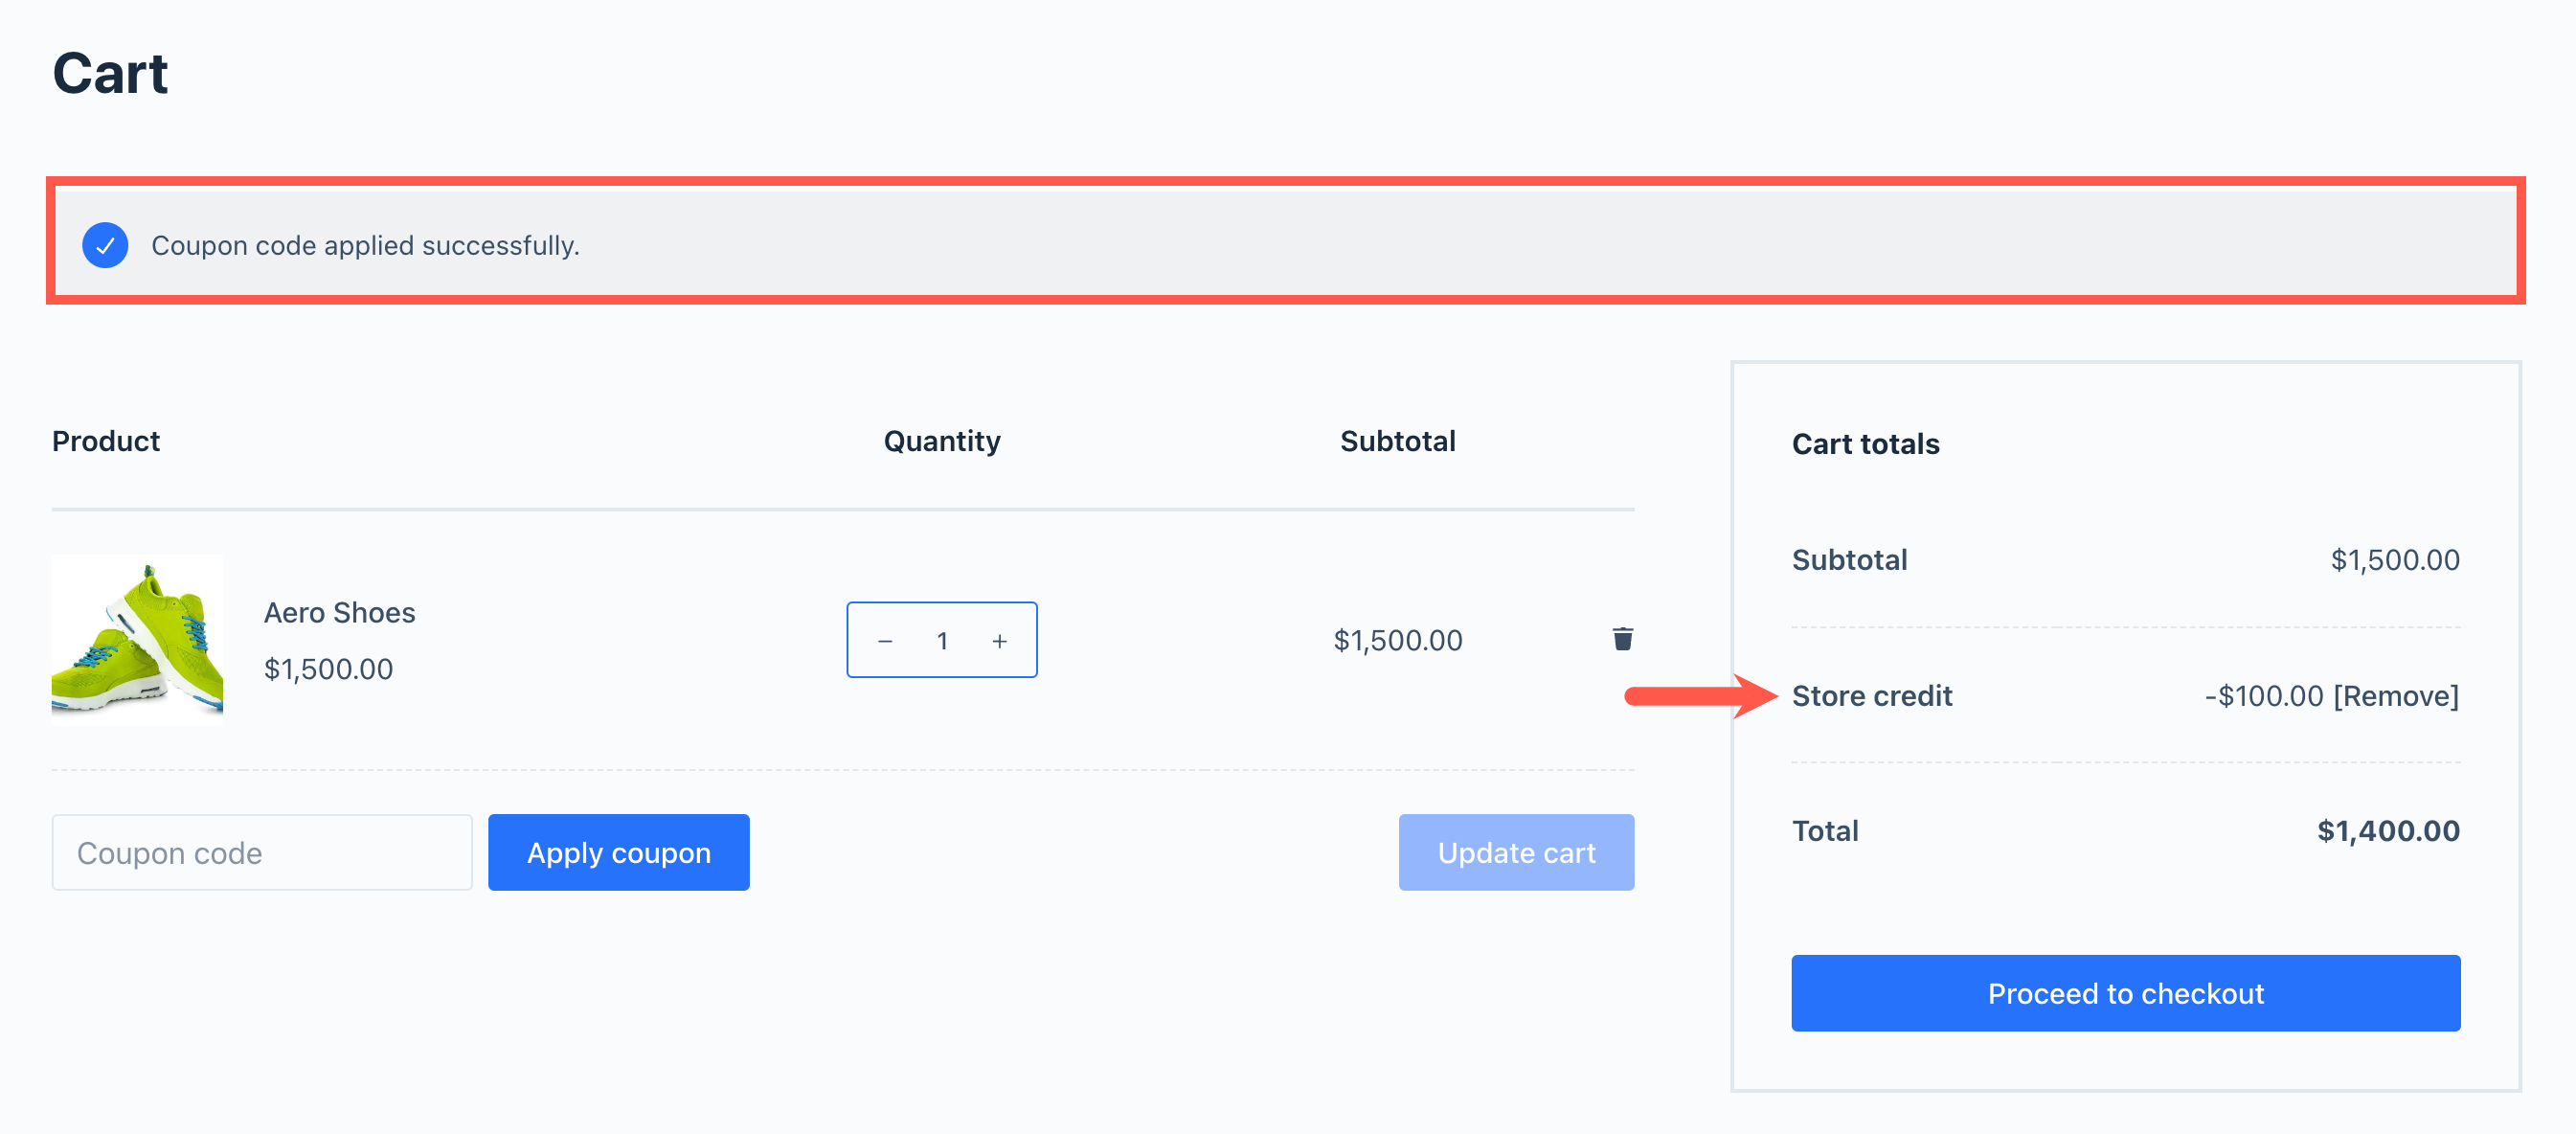 Cart
Coupon code applied successfully.
Product Quantity Subtotal
Aero Shoes
$1,500.00
− 1 +
$1,500.00
Coupon code
Apply coupon
Update cart
Cart totals
Subtotal $1,500.00
Store credit -$100.00 [Remove]
Total $1,400.00
Proceed to checkout